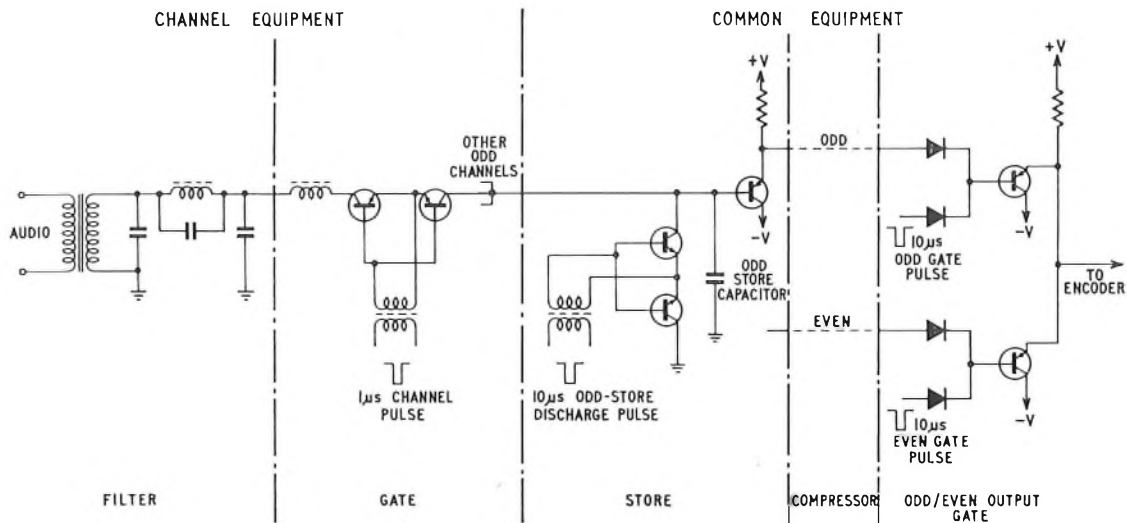 CHANNEL EQUIPMENT
COMMON EQUIPMENT
+V
+V
OTHER
ODD
CHANNELS
ODD
AUDIO
-V
-V
10µs
ODD GATE
PULSE
ODD
STORE
CAPACITOR
TO
ENCODER
EVEN
1µs CHANNEL
PULSE
10µs ODD-STORE
DISCHARGE PULSE
-V
10µs
EVEN GATE
PULSE
FILTER
GATE
STORE
COMPRESSOR
ODD/EVEN OUTPUT
GATE